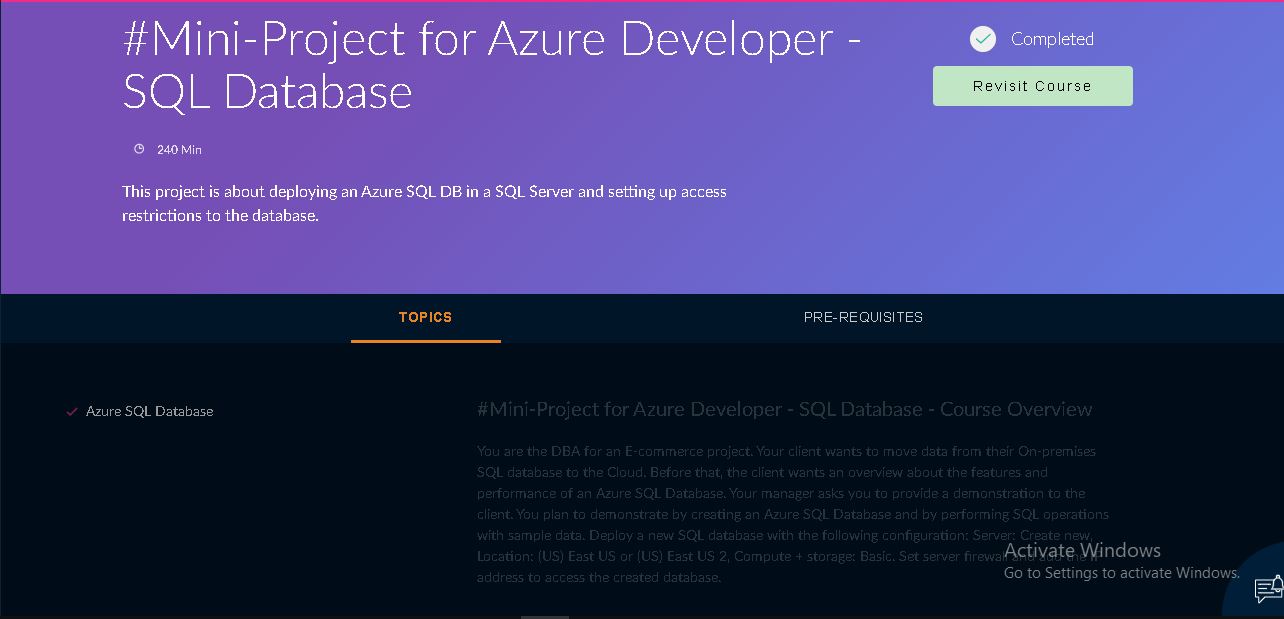 #Mini-Project for Azure Developer -
SQL Database
Completed
Revisit Course
240 Min
This project is about deploying an Azure SQL DB in a SQL Server and setting up access
restrictions to the database.
TOPICS
PRE-REQUISITES
Azure SQL Database
#Mini-Project for Azure Developer - SQL Database - Course Overview
You are the DBA for an E-commerce project. Your client wants to move data from their On-premises
SQL database to the Cloud. Before that, the client wants an overview about the features and
performance of an Azure SQL Database. Your manager asks you to provide a demonstration to the
client. You plan to demonstrate by creating an Azure SQL Database and by performing SQL operations
with sample data. Deploy a new SQL database with the following configuration: Server: Create new,
Location: (US) East US or (US) East US 2, Compute + storage: Basic. Set server firewall and add the IP
address to access the created database.
Activate Windows
Go to Settings to activate Windows.